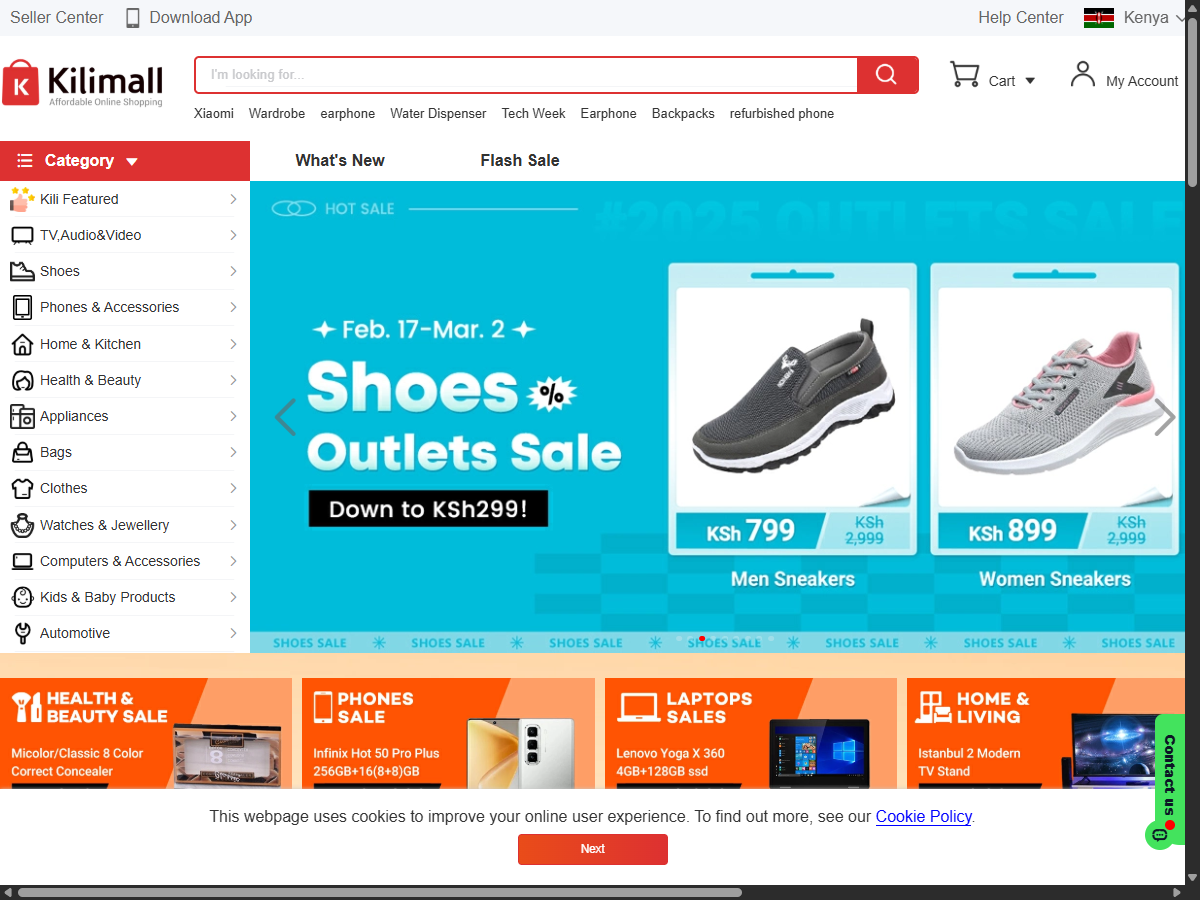 Seller Center
Download App
Help Center
Kenya
K
Kilimall
Affordable Online Shopping
I'm looking for...
Cart
My Account
Xiaomi Wardrobe earphone Water Dispenser Tech Week Earphone Backpacks refurbished phone
Category
What's New
Flash Sale
Kili Featured
TV,Audio&Video
Shoes
Phones & Accessories
Home & Kitchen
Health & Beauty
Appliances
Bags
Clothes
Watches & Jewellery
Computers & Accessories
Kids & Baby Products
Automotive
HOT SALE
#2025 OUTLETS SALE
Feb. 17-Mar. 2
Shoes %
Outlets Sale
Down to KSh299!
KSh 799
KSh
2,999
Men Sneakers
KSh 899
KSh
2,999
Women Sneakers
SHOES SALE SHOES SALE SHOES SALE SHOES SALE SHOES SALE SHOES SALE SHOES SALE
HEALTH &
BEAUTY SALE
Micolor/Classic 8 Color
Correct Concealer
PHONES
SALE
Infinix Hot 50 Pro Plus
256GB+16(8+8)GB
LAPTOPS
SALES
Lenovo Yoga X 360
4GB+128GB ssd
HOME &
LIVING
Istanbul 2 Modern
TV Stand
Contact us
This webpage uses cookies to improve your online user experience. To find out more, see our Cookie Policy.
Next